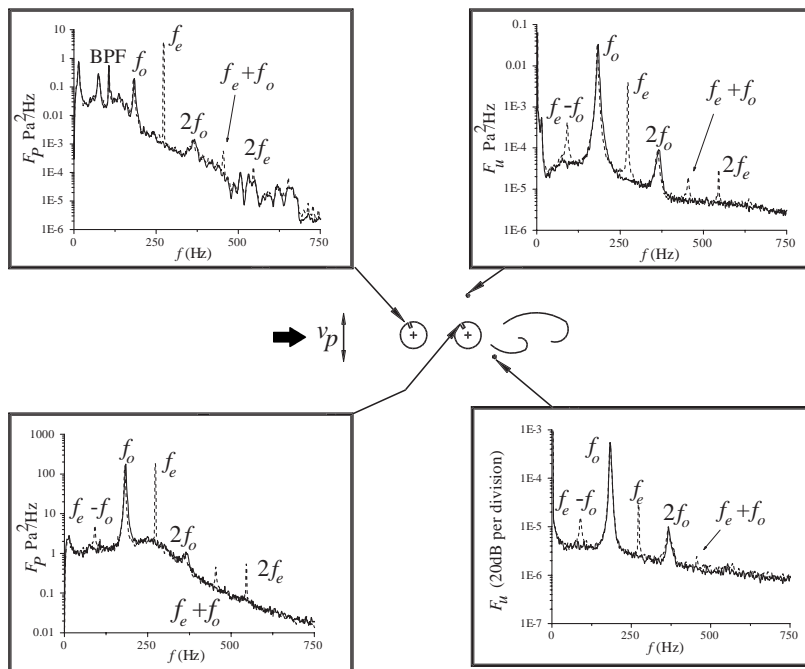 10
1
0.1
0.01
1E-3
1E-4
1E-5
1E-6
F_P Pa²/Hz
BPF
f_o
f_e
f_e+f_o
2f_o
2f_e
0 250 500 750
f (Hz)
0.1
0.01
1E-3
1E-4
1E-5
1E-6
F_u Pa²/Hz
f_e-f_o
f_o
f_e
f_e+f_o
2f_o
2f_e
0 250 500 750
f (Hz)
v_p
1000
100
10
1
0.1
0.01
F_P Pa²/Hz
f_e-f_o
f_o
f_e
2f_o
f_e+f_o
2f_e
0 250 500 750
f (Hz)
1E-3
1E-4
1E-5
1E-6
1E-7
F_u (20dB per division)
f_e-f_o
f_o
f_e
2f_o
f_e+f_o
0 250 500 750
f (Hz)